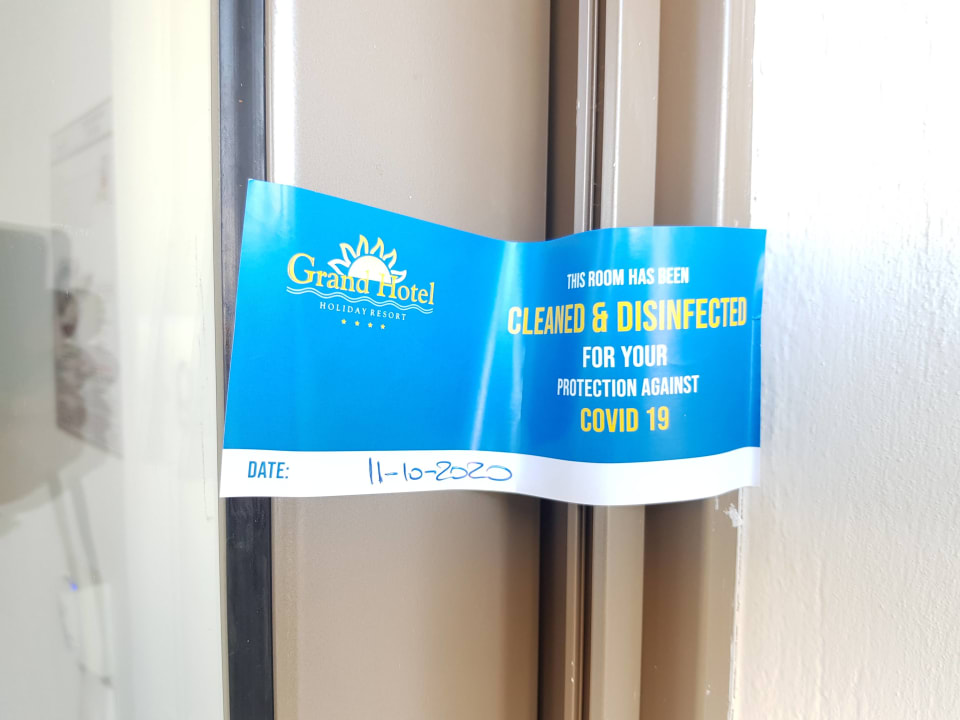 Grand Hotel
HOLIDAY RESORT
THIS ROOM HAS BEEN
CLEANED & DISINFECTED
FOR YOUR
PROTECTION AGAINST
COVID 19
DATE: 11-10-2020